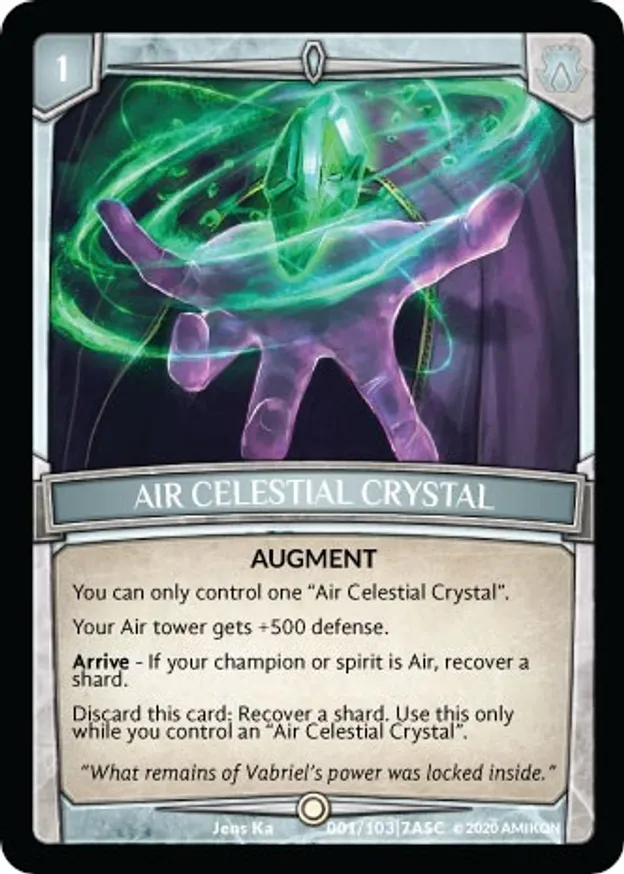 1
AIR CELESTIAL CRYSTAL
AUGMENT
You can only control one “Air Celestial Crystal”.
Your Air tower gets +500 defense.
Arrive - If your champion or spirit is Air, recover a
shard.
Discard this card: Recover a shard. Use this only
while you control an “Air Celestial Crystal”.
“What remains of Vabriel’s power was locked inside.”
Jens Ka 001/103|7ASC © 2020 AMIKON